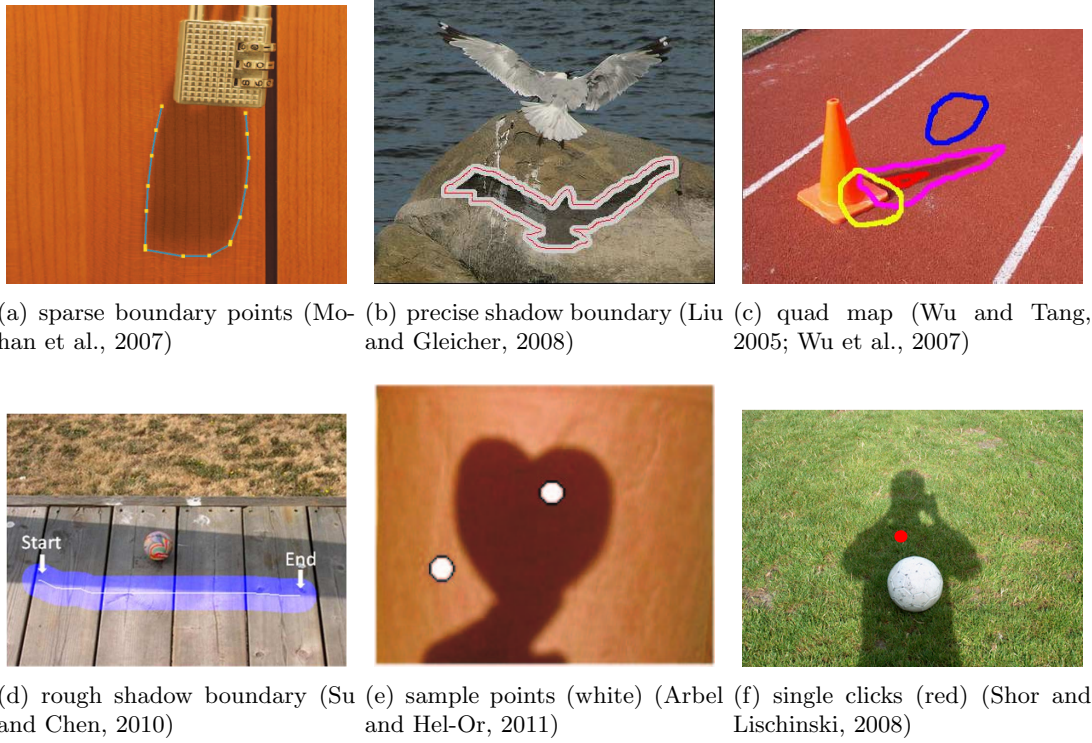 (a) sparse boundary points (Mo-
han et al., 2007)
(b) precise shadow boundary (Liu
and Gleicher, 2008)
(c) quad map (Wu and Tang,
2005; Wu et al., 2007)
Start
End
(d) rough shadow boundary (Su
and Chen, 2010)
(e) sample points (white) (Arbel
and Hel-Or, 2011)
(f) single clicks (red) (Shor and
Lischinski, 2008)